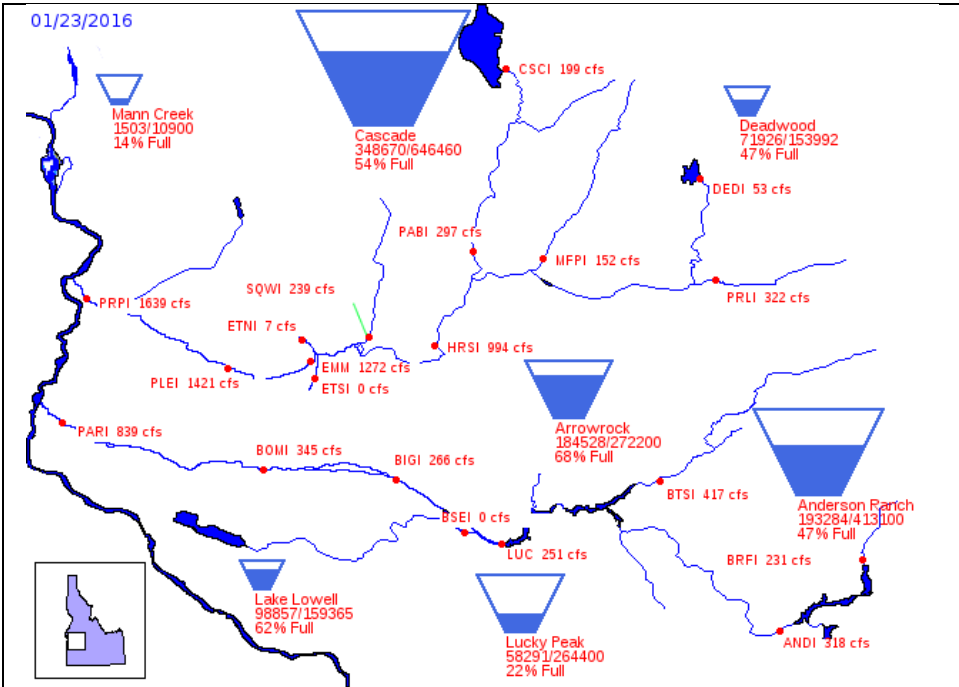 01/23/2016
CSCI 199 cfs
Mann Creek
1503/10900
14% Full
Cascade
348670/646460
54% Full
Deadwood
71926/153992
47% Full
DEDI 53 cfs
PABI 297 cfs
MFPI 152 cfs
PRLI 322 cfs
SQWI 239 cfs
PRPI 1639 cfs
ETNI 7 cfs
HRSI 994 cfs
EMM 1272 cfs
PLEI 1421 cfs
ETSI 0 cfs
Arrowrock
184528/272200
68% Full
PARI 839 cfs
BOMI 345 cfs
BIGI 266 cfs
BTSI 417 cfs
Anderson Ranch
193284/413100
47% Full
BSEI 0 cfs
LUC 251 cfs
BRFI 231 cfs
Lake Lowell
98857/159365
62% Full
Lucky Peak
58291/264400
22% Full
ANDI 318 cfs